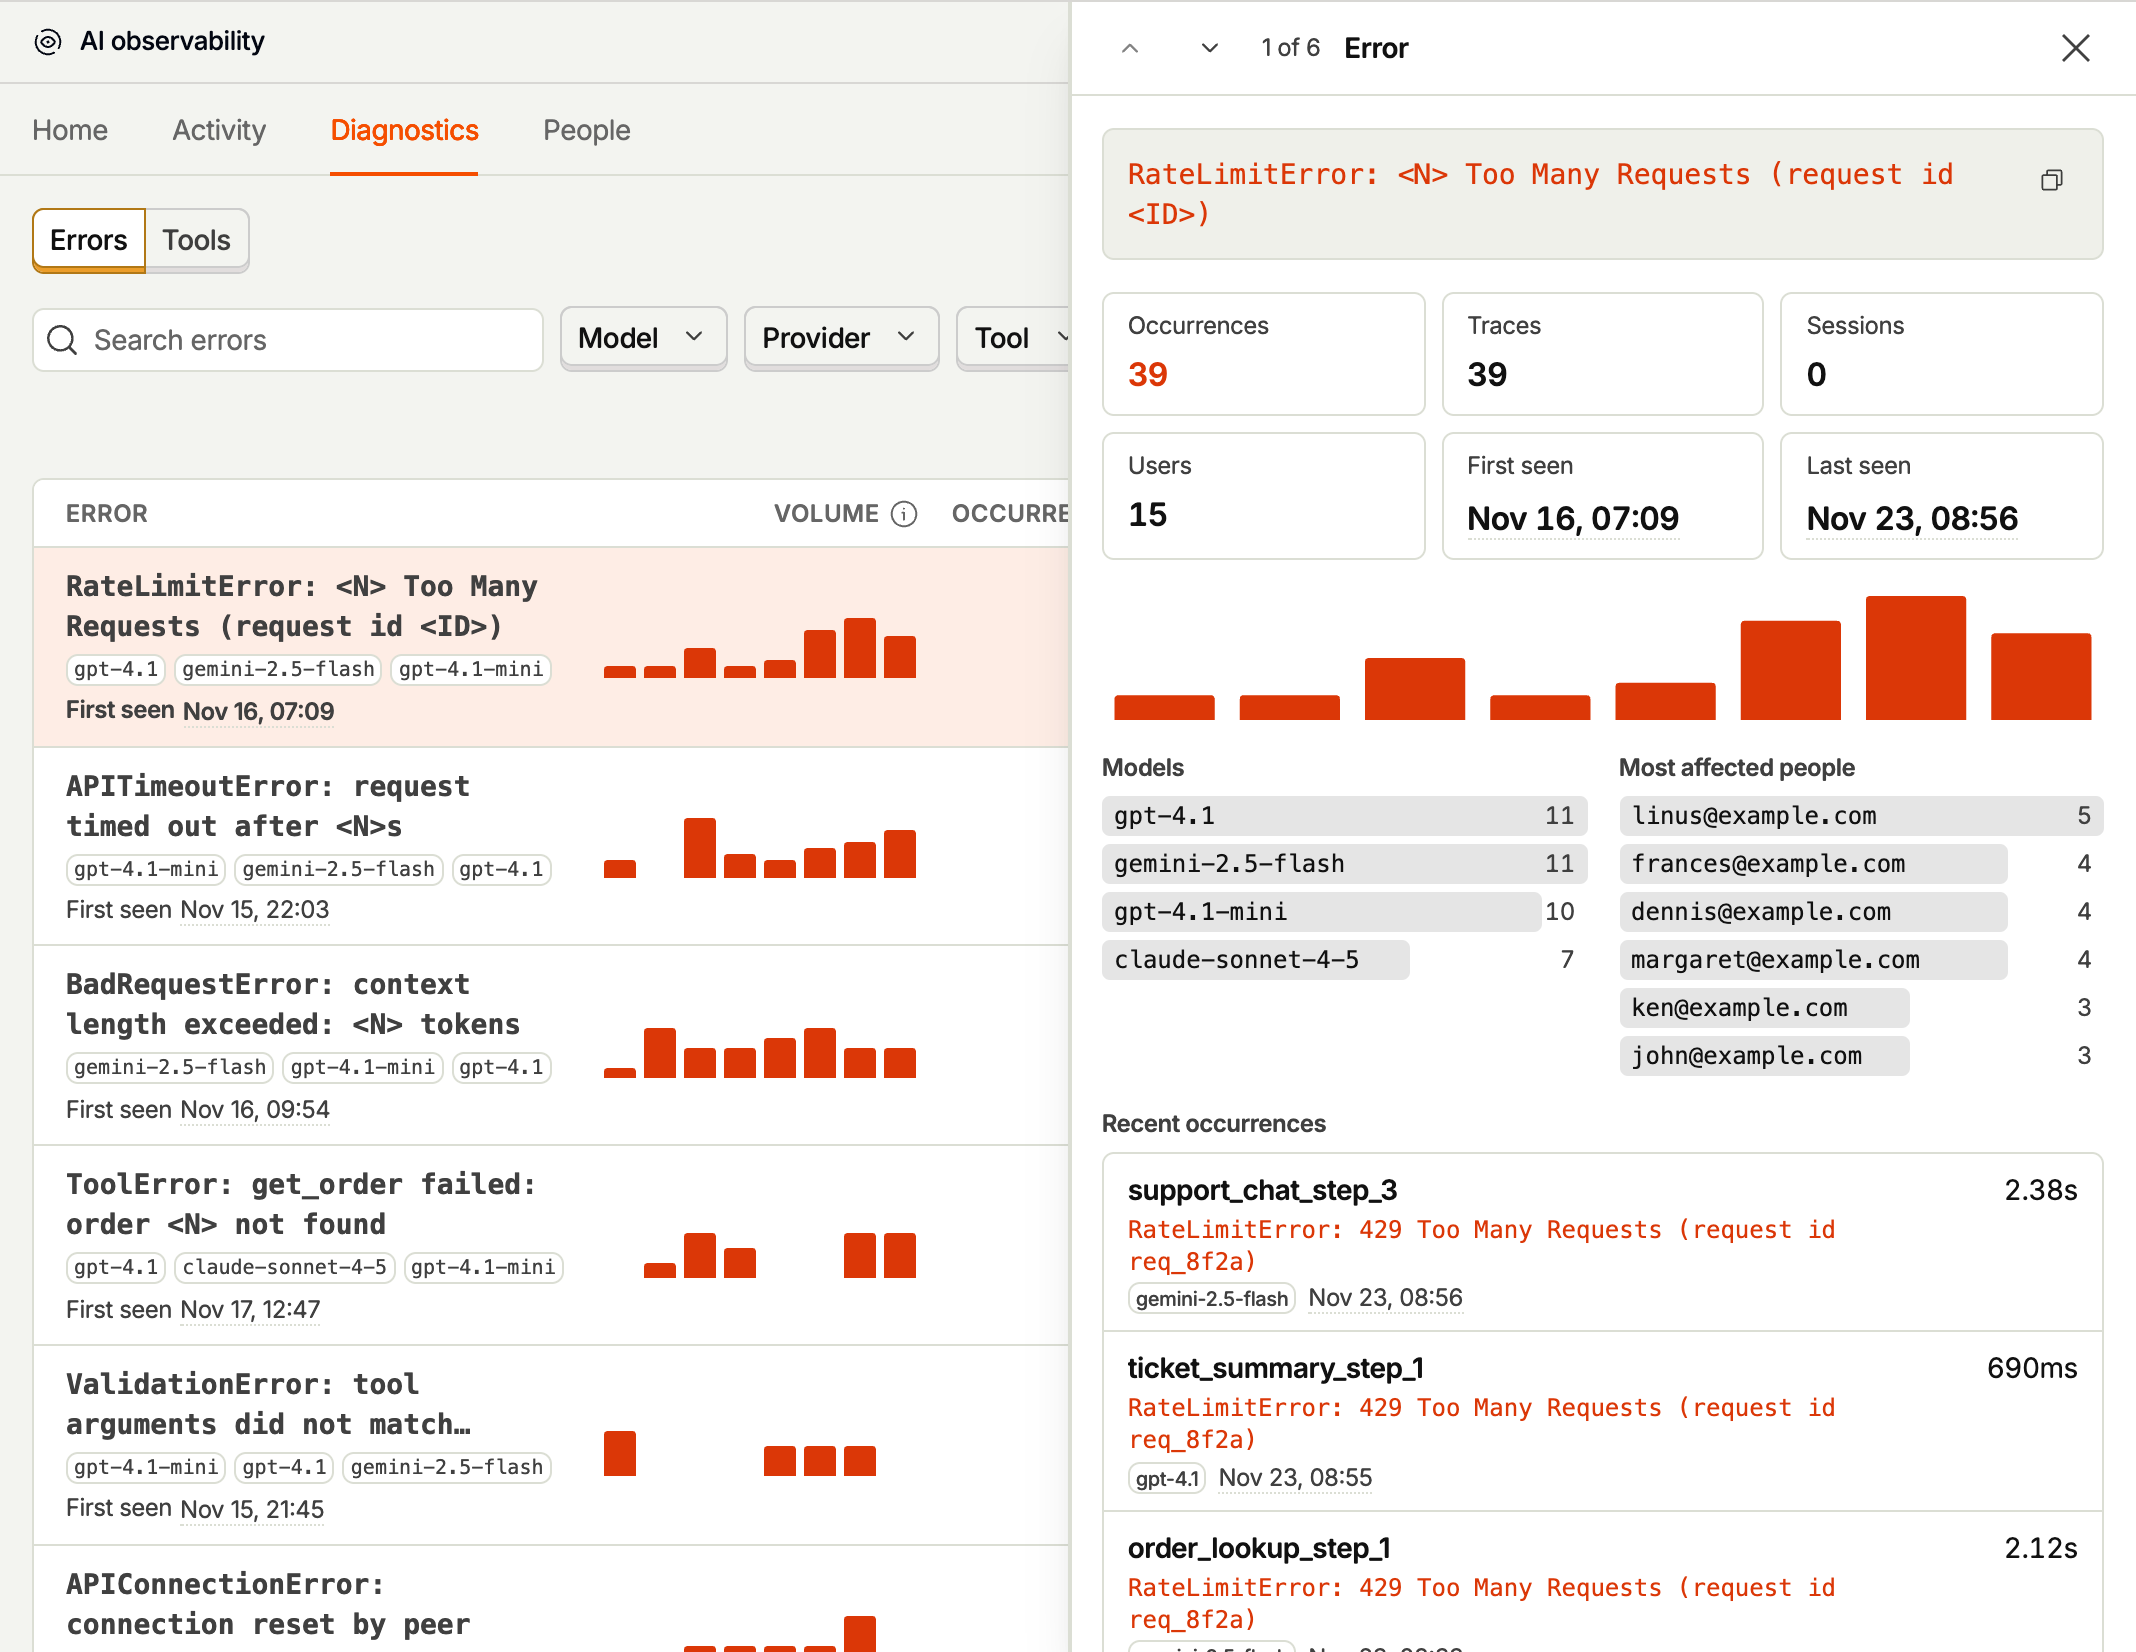 AI observability
Home
Activity
Diagnostics
People
Errors
Tools
Search errors
Model
Provider
Tool
ERROR
VOLUME
OCCURRE
RateLimitError: <N> Too Many
Requests (request id <ID>)
gpt-4.1
gemini-2.5-flash
gpt-4.1-mini
First seen Nov 16, 07:09
APITimeoutError: request
timed out after <N>s
gpt-4.1-mini
gemini-2.5-flash
gpt-4.1
First seen Nov 15, 22:03
BadRequestError: context
length exceeded: <N> tokens
gemini-2.5-flash
gpt-4.1-mini
gpt-4.1
First seen Nov 16, 09:54
ToolError: get_order failed:
order <N> not found
gpt-4.1
claude-sonnet-4-5
gpt-4.1-mini
First seen Nov 17, 12:47
ValidationError: tool
arguments did not match…
gpt-4.1-mini
gpt-4.1
gemini-2.5-flash
First seen Nov 15, 21:45
APIConnectionError:
connection reset by peer
1 of 6
Error
RateLimitError: <N> Too Many Requests (request id
<ID>)
Occurrences
39
Traces
39
Sessions
0
Users
15
First seen
Nov 16, 07:09
Last seen
Nov 23, 08:56
Models
gpt-4.1 11
gemini-2.5-flash 11
gpt-4.1-mini 10
claude-sonnet-4-5 7
Most affected people
linus@example.com 5
frances@example.com 4
dennis@example.com 4
margaret@example.com 4
ken@example.com 3
john@example.com 3
Recent occurrences
support_chat_step_3 2.38s
RateLimitError: 429 Too Many Requests (request id
req_8f2a)
gemini-2.5-flash Nov 23, 08:56
ticket_summary_step_1 690ms
RateLimitError: 429 Too Many Requests (request id
req_8f2a)
gpt-4.1 Nov 23, 08:55
order_lookup_step_1 2.12s
RateLimitError: 429 Too Many Requests (request id
req_8f2a)